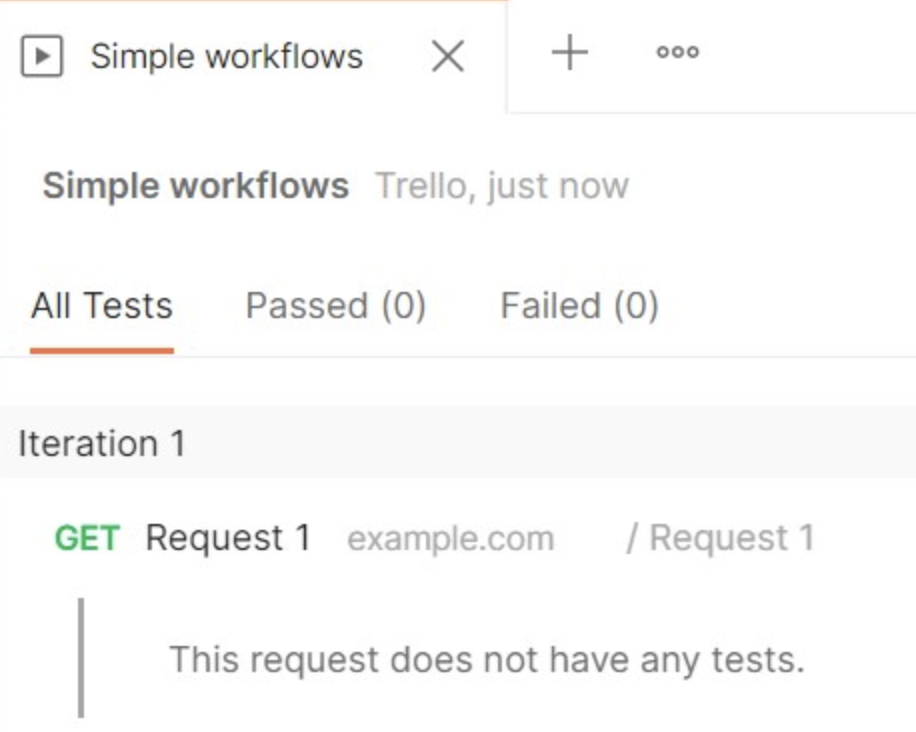 Simple workflows
Simple workflows Trello, just now
All Tests Passed (0) Failed (0)
Iteration 1
GET Request 1 example.com / Request 1
This request does not have any tests.